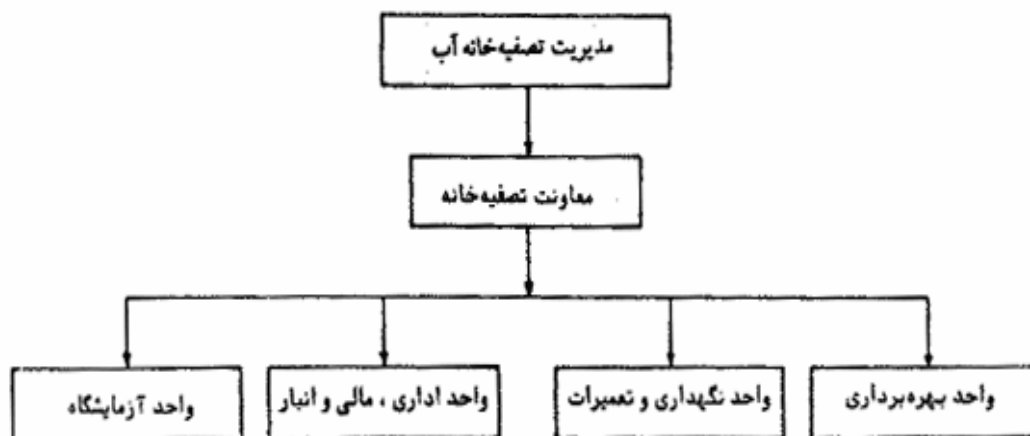 مدیریت تصفیه‌خانه آب
معاونت تصفیه‌خانه
واحد بهره‌برداری
واحد نگهداری و تعمیرات
واحد اداری ، مالی و انبار
واحد آزمایشگاه